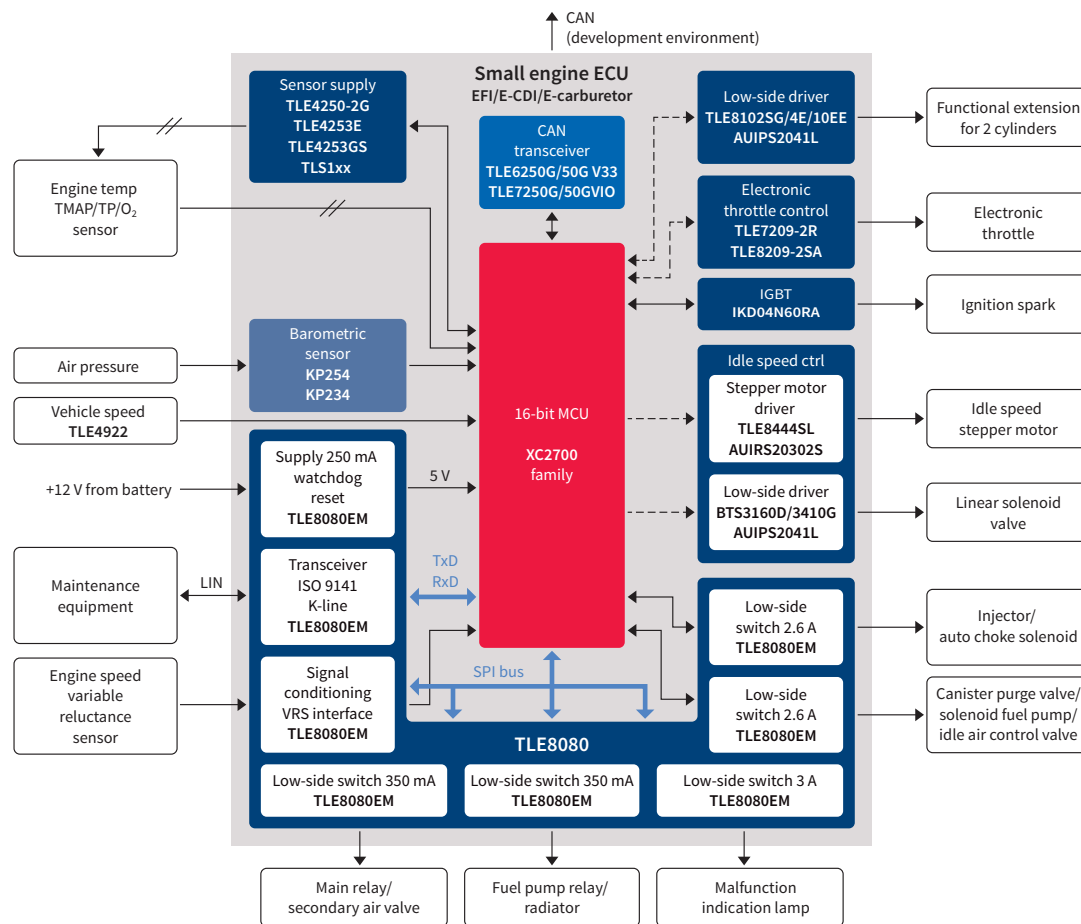 CAN
(development environment)
Small engine ECU
EFI/E-CDI/E-carburetor
Sensor supply
TLE4250-2G
TLE4253E
TLE4253GS
TLS1xx
CAN
transceiver
TLE6250G/50G V33
TLE7250G/50GVIO
Low-side driver
TLE8102SG/4E/10EE
AUIPS2041L
Functional extension
for 2 cylinders
Engine temp
TMAP/TP/O₂
sensor
Electronic
throttle control
TLE7209-2R
TLE8209-2SA
Electronic
throttle
IGBT
IKD04N60RA
Ignition spark
Air pressure
Barometric
sensor
KP254
KP234
Vehicle speed
TLE4922
16-bit MCU
XC2700
family
Idle speed ctrl
Stepper motor
driver
TLE8444SL
AUIRS20302S
Idle speed
stepper motor
Low-side driver
BTS3160D/3410G
AUIPS2041L
Linear solenoid
valve
+12 V from battery
Supply 250 mA
watchdog
reset
TLE8080EM
5 V
Maintenance
equipment
LIN
Transceiver
ISO 9141
K-line
TLE8080EM
TxD
RxD
Low-side
switch 2.6 A
TLE8080EM
Injector/
auto choke solenoid
Engine speed
variable
reluctance
sensor
Signal
conditioning
VRS interface
TLE8080EM
SPI bus
Low-side
switch 2.6 A
TLE8080EM
Canister purge valve/
solenoid fuel pump/
idle air control valve
TLE8080
Low-side switch 350 mA
TLE8080EM
Low-side switch 350 mA
TLE8080EM
Low-side switch 3 A
TLE8080EM
Main relay/
secondary air valve
Fuel pump relay/
radiator
Malfunction
indication lamp